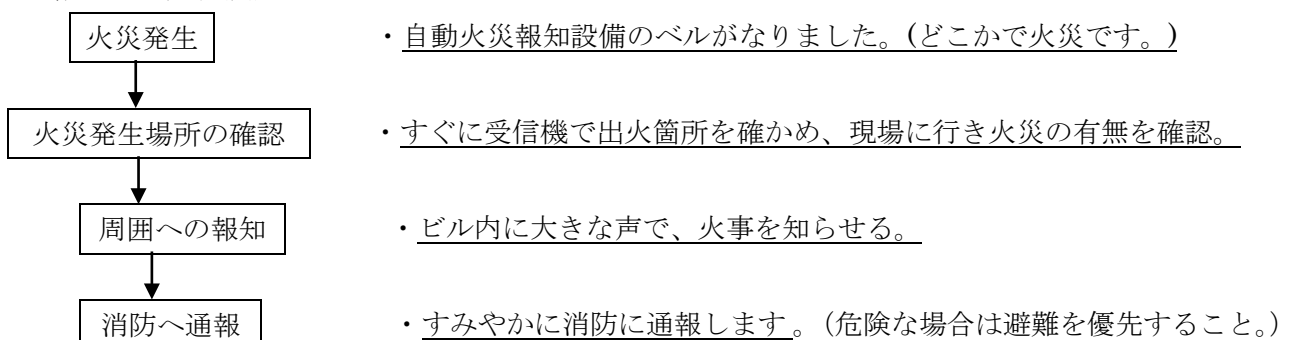 火災発生
・自動火災報知設備のベルがなりました。(どこかで火災です。)
火災発生場所の確認
・すぐに受信機で出火箇所を確かめ、現場に行き火災の有無を確認。
周囲への報知
・ビル内に大きな声で、火事を知らせる。
消防へ通報
・すみやかに消防に通報します。（危険な場合は避難を優先すること。）